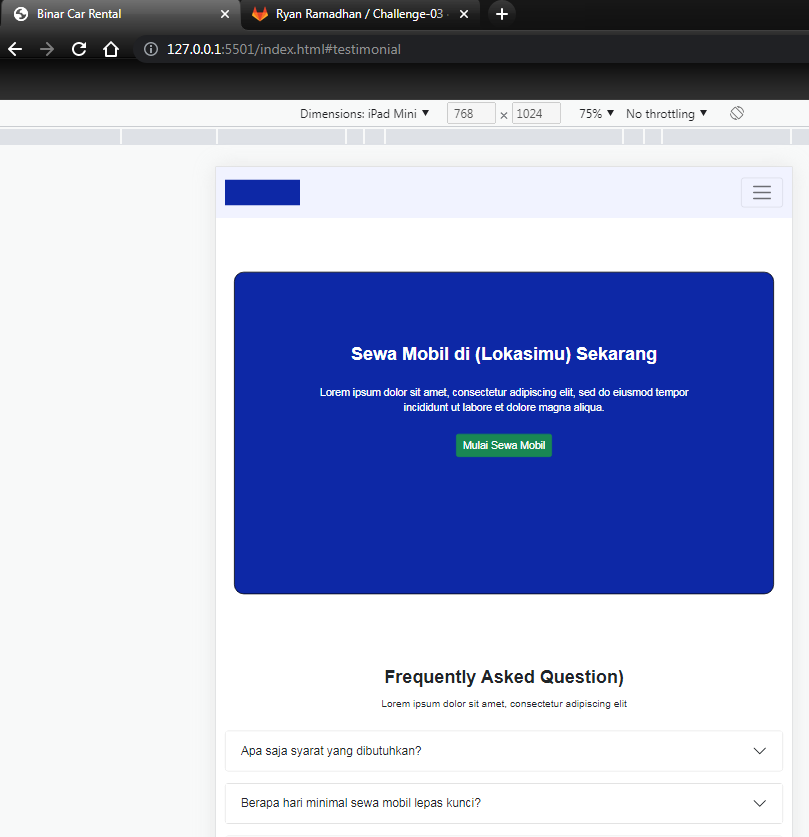 Binar Car Rental
Ryan Ramadhan / Challenge-03
127.0.0.1:5501/index.html#testimonial
Dimensions: iPad Mini ▼ 768 × 1024 75% ▼ No throttling ▼
Sewa Mobil di (Lokasimu) Sekarang
Lorem ipsum dolor sit amet, consectetur adipiscing elit, sed do eiusmod tempor
incididunt ut labore et dolore magna aliqua.
Mulai Sewa Mobil
Frequently Asked Question)
Lorem ipsum dolor sit amet, consectetur adipiscing elit
Apa saja syarat yang dibutuhkan?
Berapa hari minimal sewa mobil lepas kunci?